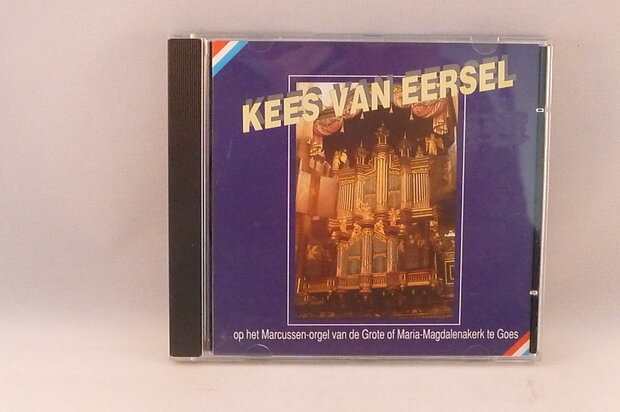 KEES VAN EERSEL
op het Marcussen-orgel van de Grote of Maria-Magdalenakerk te Goes